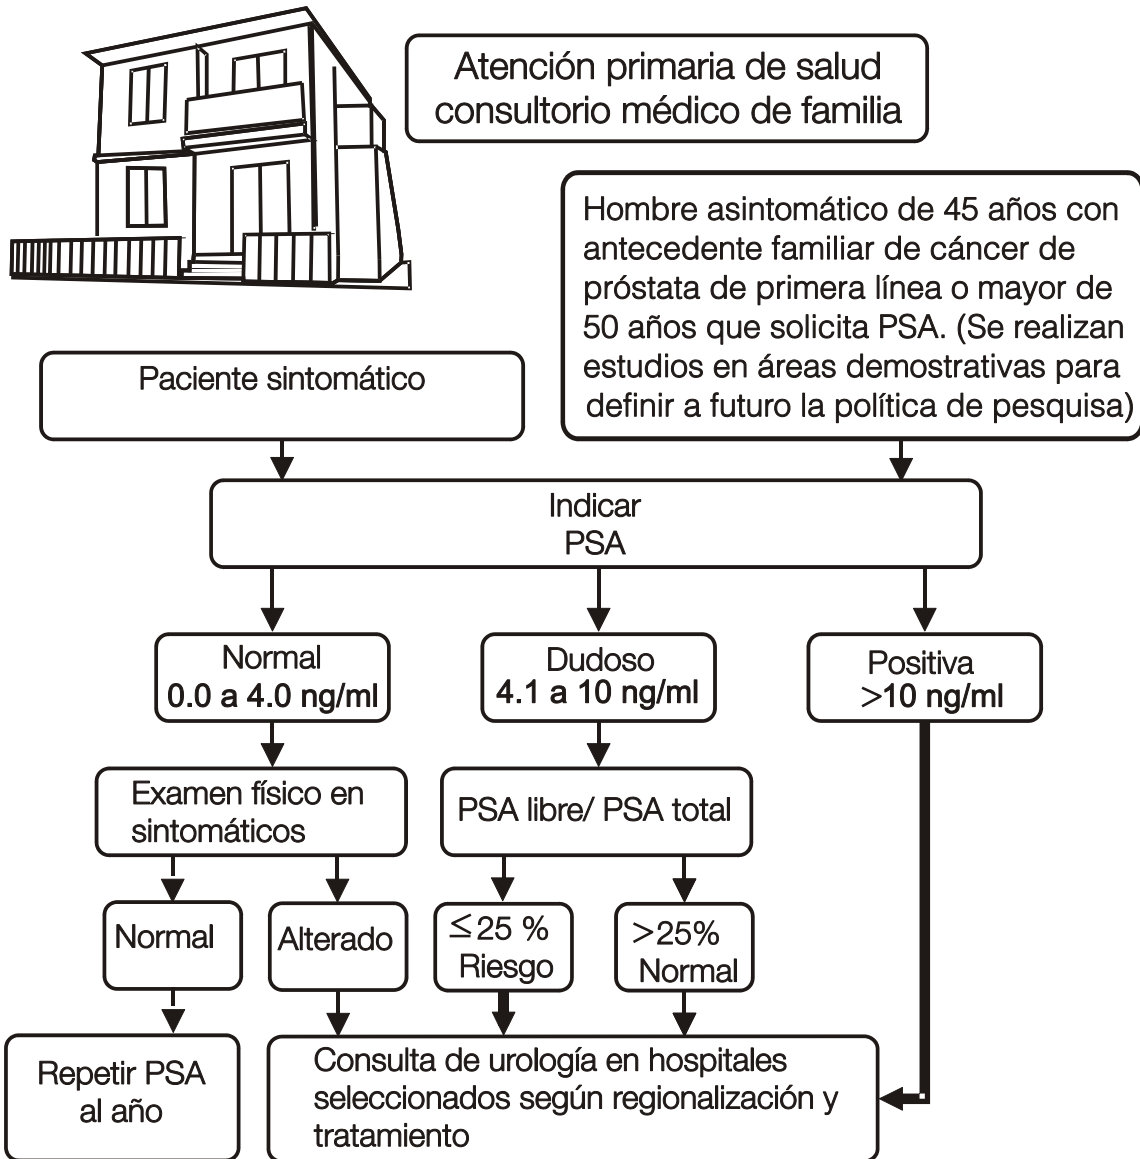 Atención primaria de salud
consultorio médico de familia
Hombre asintomático de 45 años con
antecedente familiar de cáncer de
próstata de primera línea o mayor de
50 años que solicita PSA. (Se realizan
estudios en áreas demostrativas para
definir a futuro la política de pesquisa)
Paciente sintomático
Indicar
PSA
Normal
0.0 a 4.0 ng/ml
Dudoso
4.1 a 10 ng/ml
Positiva
>10 ng/ml
Examen físico en
sintomáticos
PSA libre/ PSA total
Normal
Alterado
≤25 %
Riesgo
>25%
Normal
Repetir PSA
al año
Consulta de urología en hospitales
seleccionados según regionalización y
tratamiento